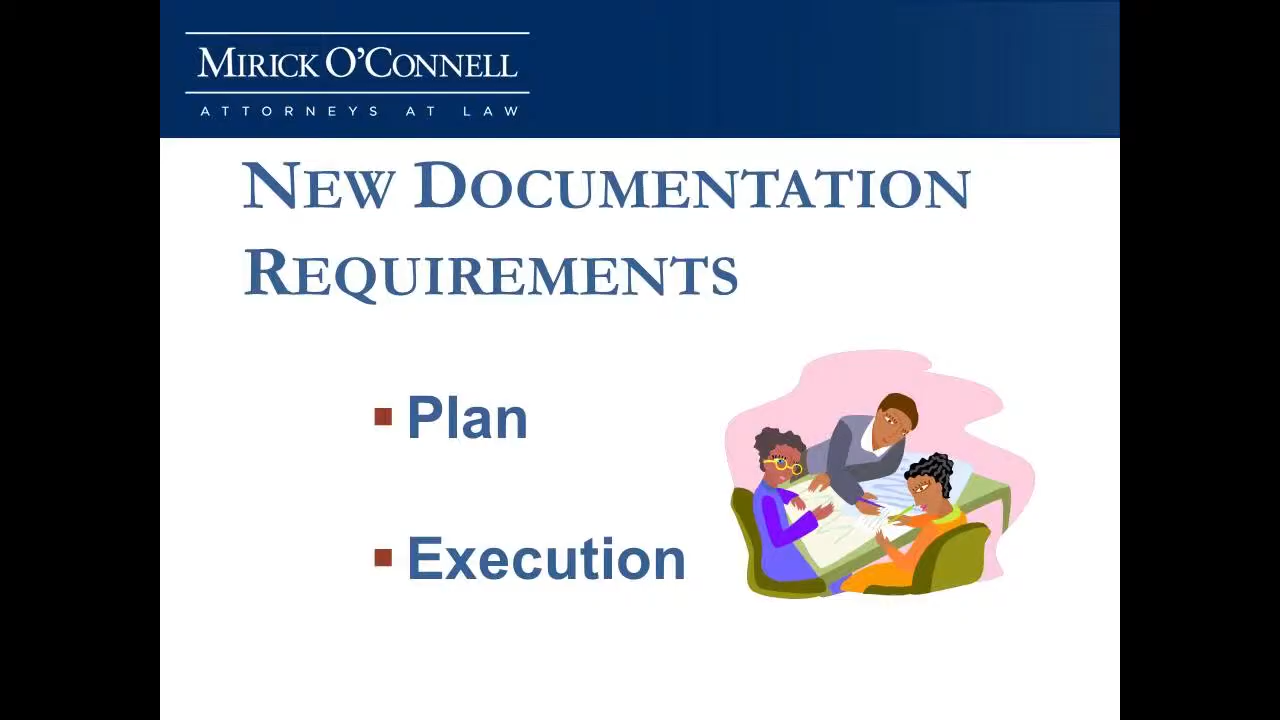 MIRICK O'CONNELL
ATTORNEYS AT LAW
NEW DOCUMENTATION
REQUIREMENTS
▪ Plan
▪ Execution